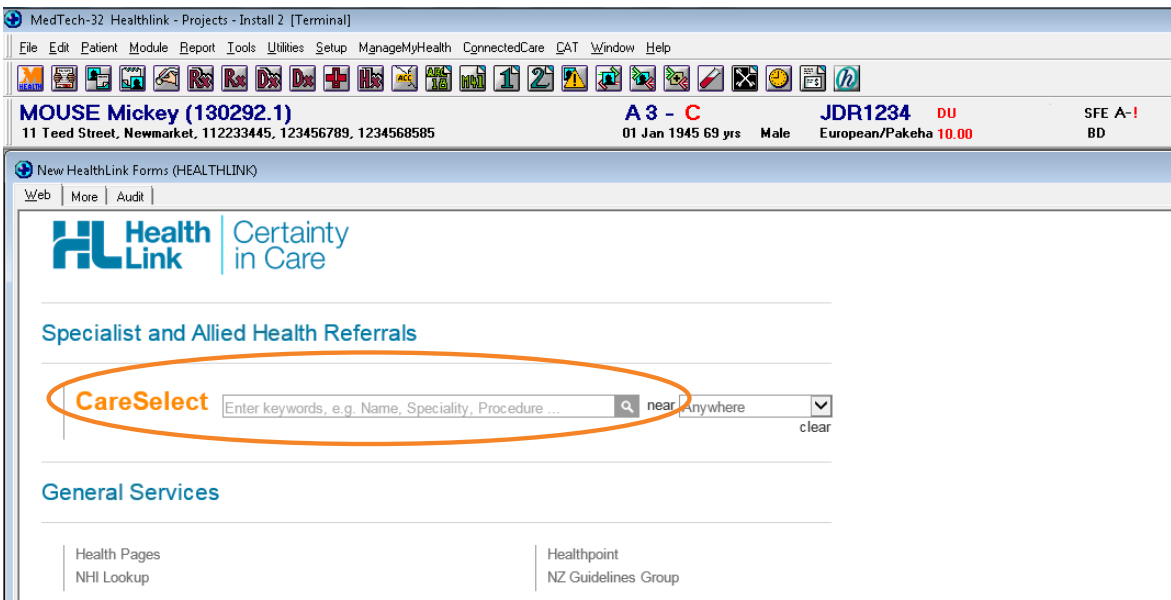 MedTech-32 Healthlink - Projects - Install 2 [Terminal]
File Edit Patient Module Report Tools Utilities Setup ManageMyHealth ConnectedCare CAT Window Help
MOUSE Mickey (130292.1) A 3 - C JDR1234 DU SFE A-!
11 Teed Street, Newmarket, 112233445, 123456789, 1234568585 01 Jan 1945 69 yrs Male European/Pakeha 10.00 BD
New HealthLink Forms (HEALTHLINK)
Web More Audit
HL Health Link Certainty in Care
Specialist and Allied Health Referrals
CareSelect Enter keywords, e.g. Name, Speciality, Procedure ... near Anywhere
clear
General Services
Health Pages Healthpoint
NHI Lookup NZ Guidelines Group